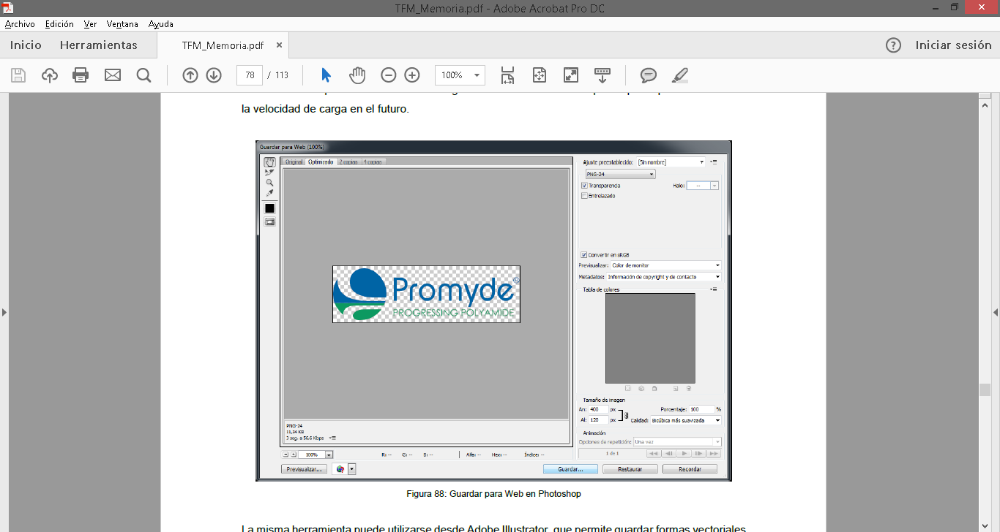 TFM_Memoria.pdf - Adobe Acrobat Pro DC
Archivo Edición Ver Ventana Ayuda
Inicio Herramientas TFM_Memoria.pdf × ? Iniciar sesión
78 / 113 100%
la velocidad de carga en el futuro.
Guardar para Web (100%)
Original Optimizado 2 copias 4 copias
Ajuste preestablecido: [Sin nombre]
PNG-24
Transparencia Halo: --
Entrelazado
Convertir en sRGB
Previsualizar: Color de monitor
Metadatos: Información de copyright y de contacto
Tabla de colores
Promyde®
PROGRESSING POLYAMIDE
Tamaño de imagen
An: 400 px Porcentaje: 100 %
Al: 120 px Calidad: Bicúbica más suavizada
Animación
Opciones de repetición: Una vez
1 de 1
PNG-24
11,34 KB
3 seg. a 56.6 Kbps
100% R: -- G: -- B: -- Alfa: -- Hex: -- Índice: --
Previsualizar... Guardar... Restaurar Recordar
Figura 88: Guardar para Web en Photoshop
La misma herramienta puede utilizarse desde Adobe Illustrator, que permite guardar formas vectoriales